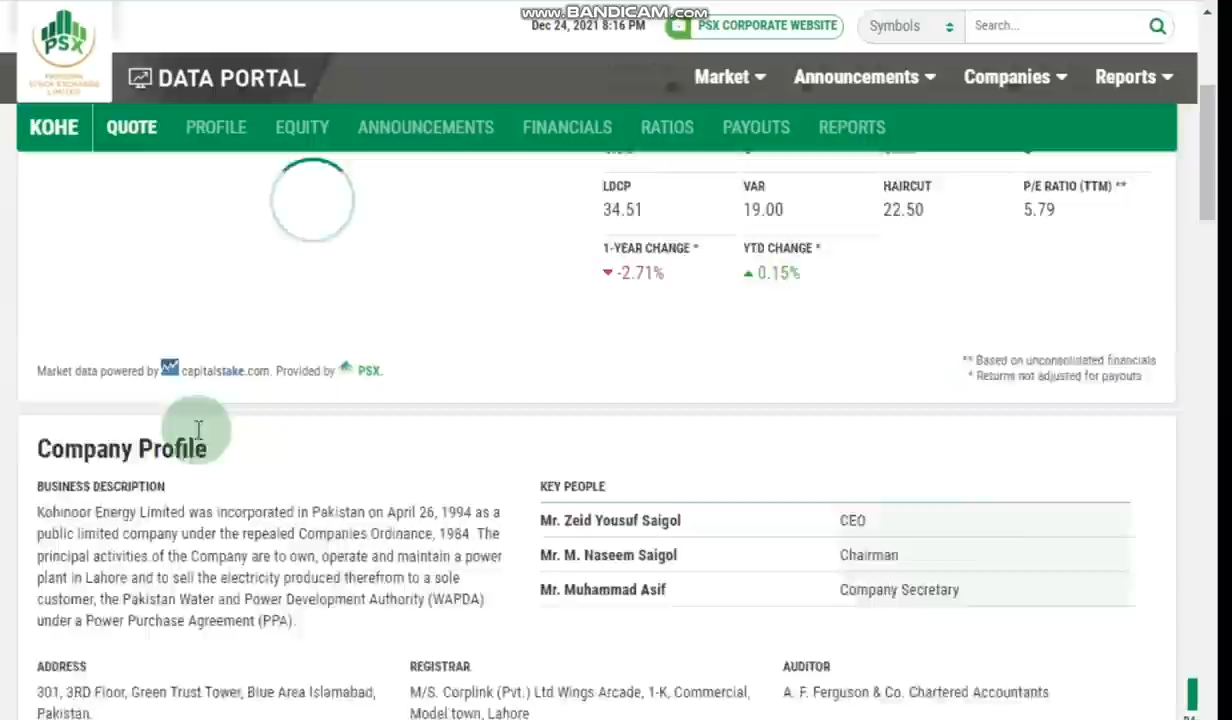 www.BANDICAM.com
Dec 24, 2021 8:16 PM
PSX CORPORATE WEBSITE
Symbols
Search...
PSX
PAKISTAN
STOCK EXCHANGE
LIMITED
DATA PORTAL
Market
Announcements
Companies
Reports
KOHE
QUOTE
PROFILE
EQUITY
ANNOUNCEMENTS
FINANCIALS
RATIOS
PAYOUTS
REPORTS
LDCP
VAR
HAIRCUT
P/E RATIO (TTM) **
34.51
19.00
22.50
5.79
1-YEAR CHANGE *
YTD CHANGE *
-2.71%
0.15%
Market data powered by capitalstake.com. Provided by PSX.
** Based on unconsolidated financials
* Returns not adjusted for payouts
Company Profile
BUSINESS DESCRIPTION
Kohinoor Energy Limited was incorporated in Pakistan on April 26, 1994 as a
public limited company under the repealed Companies Ordinance, 1984. The
principal activities of the Company are to own, operate and maintain a power
plant in Lahore and to sell the electricity produced therefrom to a sole
customer, the Pakistan Water and Power Development Authority (WAPDA)
under a Power Purchase Agreement (PPA).
KEY PEOPLE
Mr. Zeid Yousuf Saigol CEO
Mr. M. Naseem Saigol Chairman
Mr. Muhammad Asif Company Secretary
ADDRESS
301, 3RD Floor, Green Trust Tower, Blue Area Islamabad,
Pakistan.
REGISTRAR
M/S. Corplink (Pvt.) Ltd Wings Arcade, 1-K, Commercial,
Model town, Lahore
AUDITOR
A. F. Ferguson & Co. Chartered Accountants